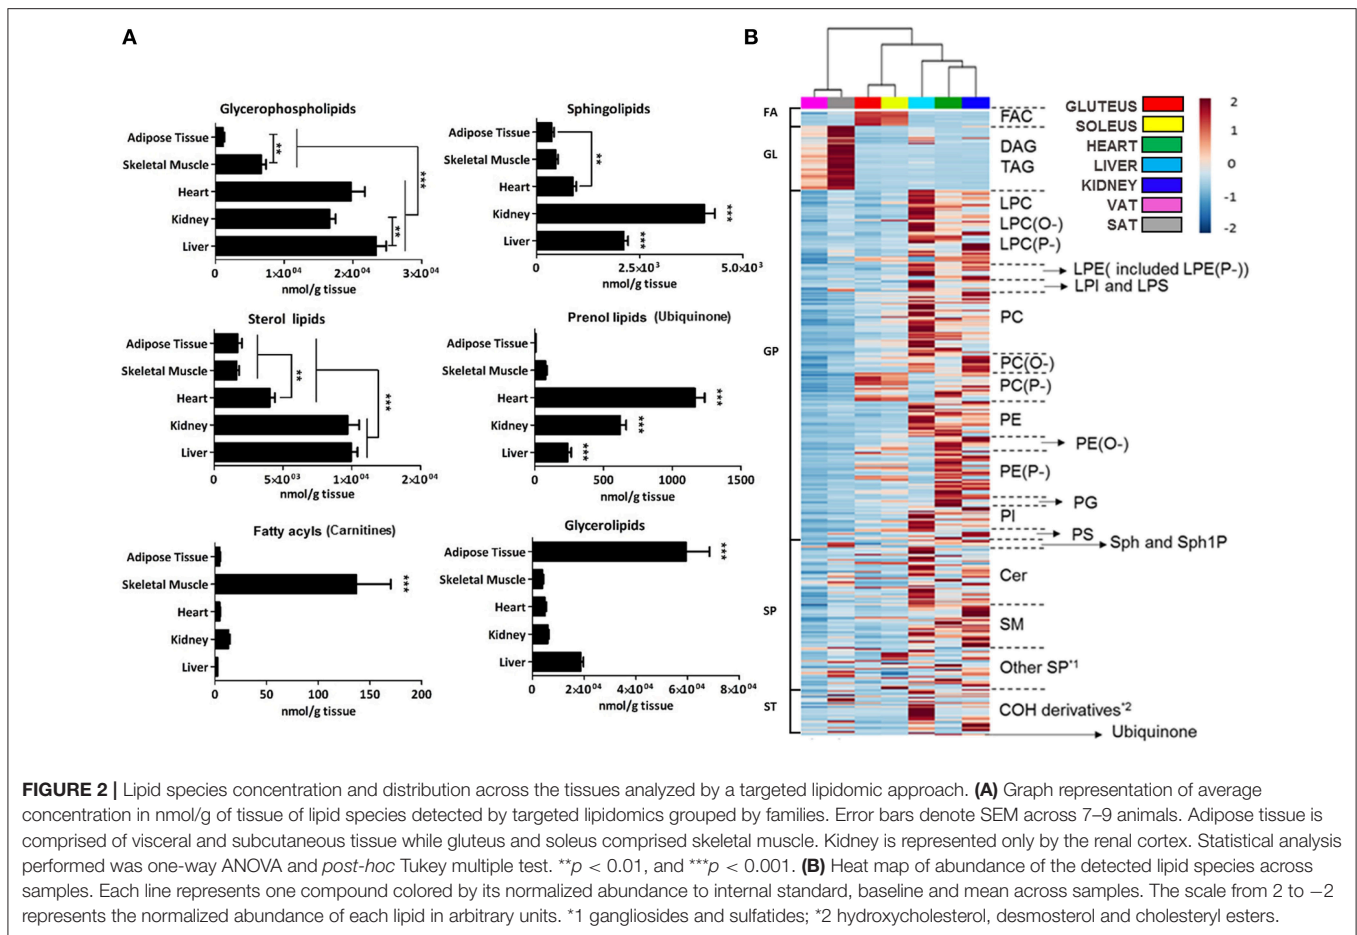 A
Glycerophospholipids
Adipose Tissue
Skeletal Muscle
Heart
Kidney
Liver
**
***
**
0 1×10⁰⁴ 2×10⁰⁴ 3×10⁰⁴
nmol/g tissue
Sphingolipids
Adipose Tissue
Skeletal Muscle
Heart
Kidney
Liver
**
***
***
0 2.5×10³ 5.0×10³
nmol/g tissue
Sterol lipids
Adipose Tissue
Skeletal Muscle
Heart
Kidney
Liver
**
***
0 5×10⁰³ 1×10⁰⁴ 2×10⁰⁴
nmol/g tissue
Prenol lipids (Ubiquinone)
Adipose Tissue
Skeletal Muscle
Heart
Kidney
Liver
***
***
***
0 500 1000 1500
nmol/g tissue
Fatty acyls (Carnitines)
Adipose Tissue
Skeletal Muscle
Heart
Kidney
Liver
***
0 50 100 150 200
nmol/g tissue
Glycerolipids
Adipose Tissue
Skeletal Muscle
Heart
Kidney
Liver
***
0 2×10⁰⁴ 4×10⁰⁴ 6×10⁰⁴ 8×10⁰⁴
nmol/g tissue
B
FA
GL
GP
SP
ST
FAC
DAG
TAG
LPC
LPC(O-)
LPC(P-)
LPE( included LPE(P-))
LPI and LPS
PC
PC(O-)
PC(P-)
PE
PE(O-)
PE(P-)
PG
PI
PS
Sph and Sph1P
Cer
SM
Other SP*1
COH derivatives*2
Ubiquinone
GLUTEUS
SOLEUS
HEART
LIVER
KIDNEY
VAT
SAT
2
1
0
-1
-2
FIGURE 2 | Lipid species concentration and distribution across the tissues analyzed by a targeted lipidomic approach. (A) Graph representation of average
concentration in nmol/g of tissue of lipid species detected by targeted lipidomics grouped by families. Error bars denote SEM across 7–9 animals. Adipose tissue is
comprised of visceral and subcutaneous tissue while gluteus and soleus comprised skeletal muscle. Kidney is represented only by the renal cortex. Statistical analysis
performed was one-way ANOVA and post-hoc Tukey multiple test. **p < 0.01, and ***p < 0.001. (B) Heat map of abundance of the detected lipid species across
samples. Each line represents one compound colored by its normalized abundance to internal standard, baseline and mean across samples. The scale from 2 to −2
represents the normalized abundance of each lipid in arbitrary units. *1 gangliosides and sulfatides; *2 hydroxycholesterol, desmosterol and cholesteryl esters.